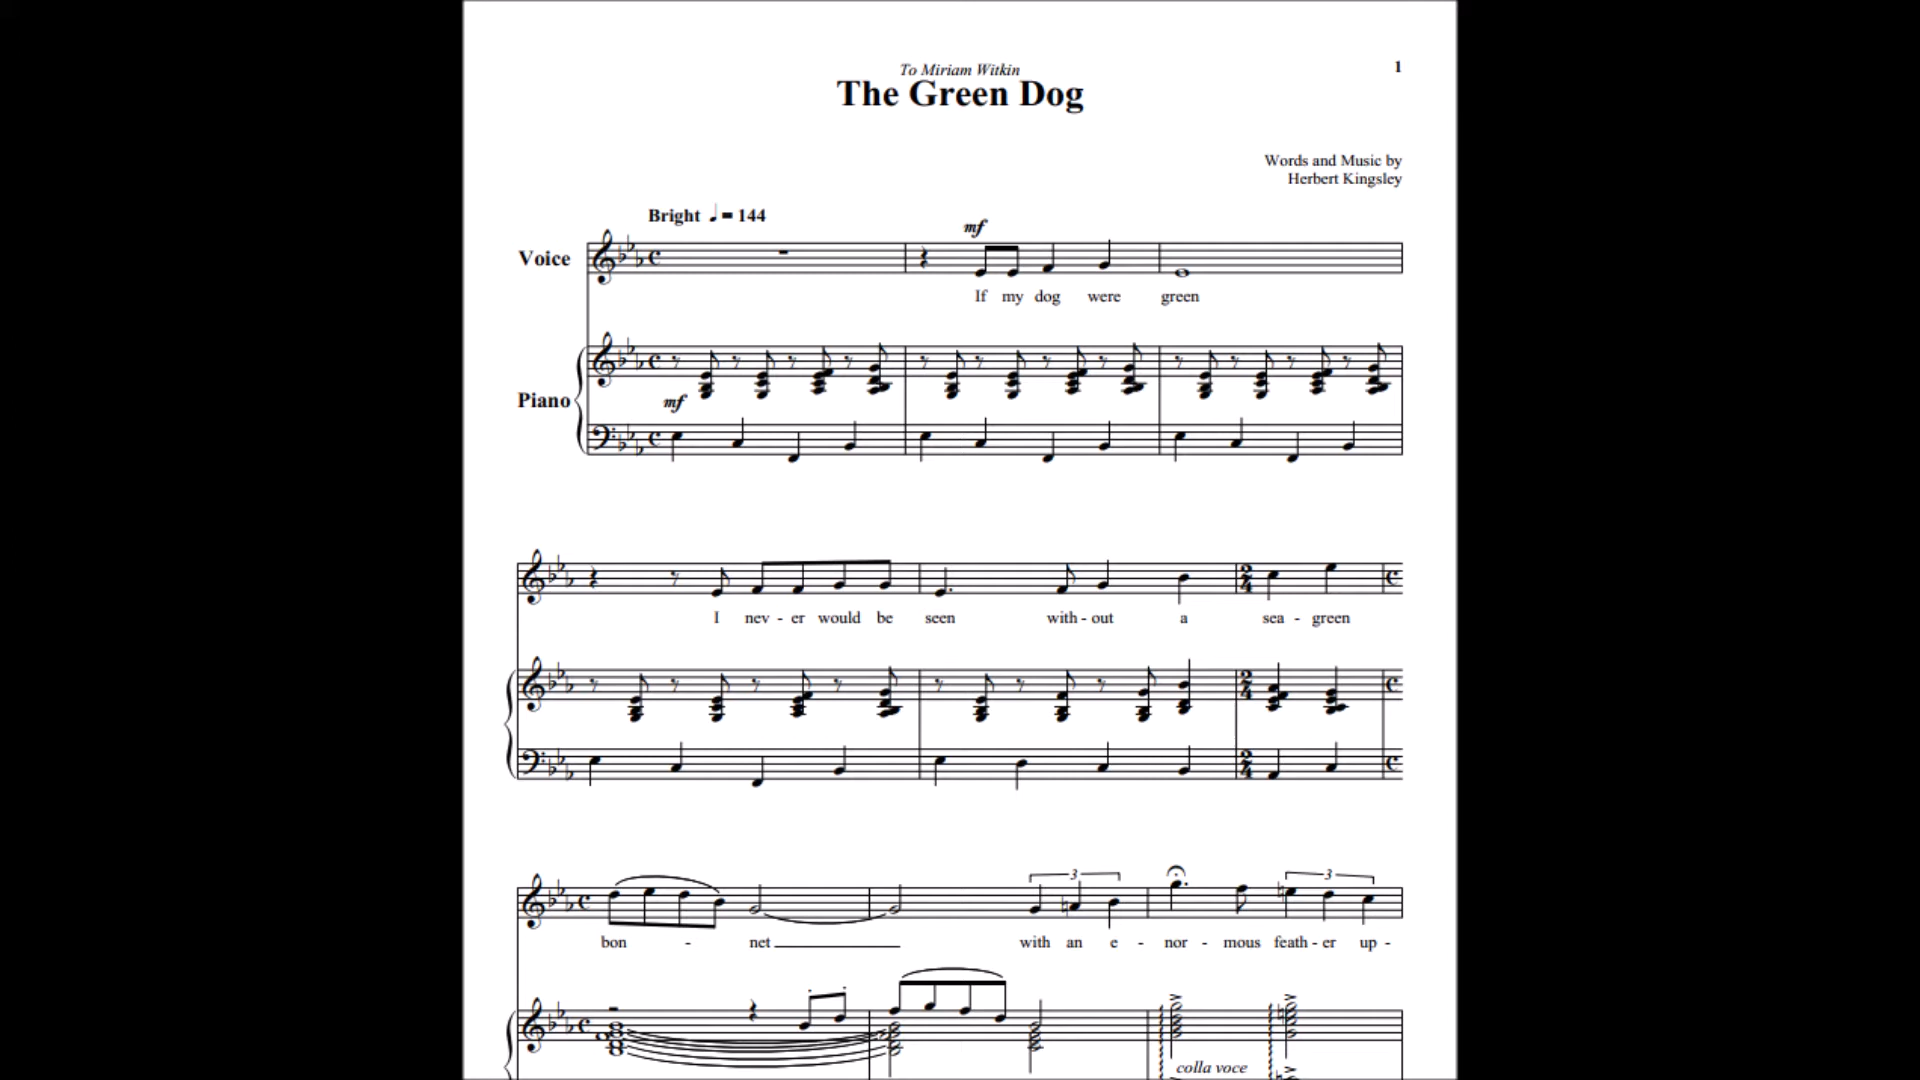 To Miriam Witkin
1
The Green Dog
Words and Music by
Herbert Kingsley
Bright ♩ = 144
mf
Voice
If my dog were green
Piano
mf
I nev - er would be seen with - out a sea - green
3
3
bon - net with an e - nor - mous feath - er up -
colla voce